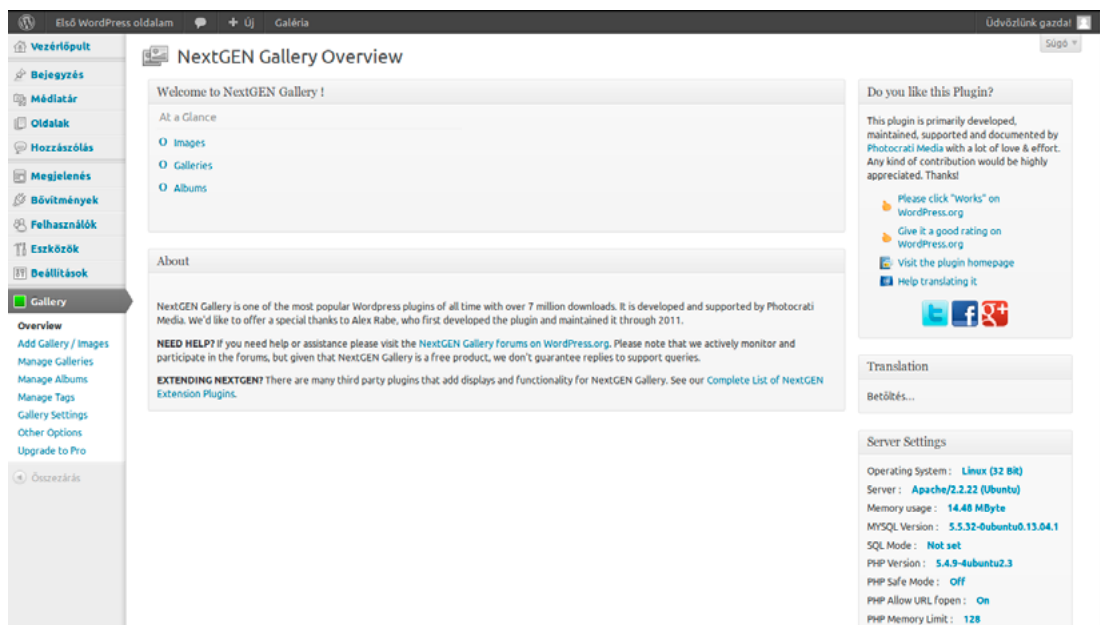 Első WordPress oldalam + Új Galéria Üdvözlünk gazda!
Súgó
Vezérlőpult
Bejegyzés
Médiatár
Oldalak
Hozzászólás
Megjelenés
Bővítmények
Felhasználók
Eszközök
Beállítások
Gallery
Overview
Add Gallery / Images
Manage Galleries
Manage Albums
Manage Tags
Gallery Settings
Other Options
Upgrade to Pro
Összezárás
NextGEN Gallery Overview
Welcome to NextGEN Gallery !
At a Glance
0 Images
0 Galleries
0 Albums
About
NextGEN Gallery is one of the most popular Wordpress plugins of all time with over 7 million downloads. It is developed and supported by Photocrati
Media. We'd like to offer a special thanks to Alex Rabe, who first developed the plugin and maintained it through 2011.
NEED HELP? If you need help or assistance please visit the NextGEN Gallery forums on WordPress.org. Please note that we actively monitor and
participate in the forums, but given that NextGEN Gallery is a free product, we don't guarantee replies to support queries.
EXTENDING NEXTGEN? There are many third party plugins that add displays and functionality for NextGEN Gallery. See our Complete List of NextGEN
Extension Plugins.
Do you like this Plugin?
This plugin is primarily developed,
maintained, supported and documented by
Photocrati Media with a lot of love & effort.
Any kind of contribution would be highly
appreciated. Thanks!
Please click "Works" on
WordPress.org
Give it a good rating on
WordPress.org
Visit the plugin homepage
Help translating it
Translation
Betöltés...
Server Settings
Operating System : Linux (32 Bit)
Server : Apache/2.2.22 (Ubuntu)
Memory usage : 14.48 MByte
MYSQL Version : 5.5.32-0ubuntu0.13.04.1
SQL Mode : Not set
PHP Version : 5.4.9-4ubuntu2.3
PHP Safe Mode : Off
PHP Allow URL fopen : On
PHP Memory Limit : 128